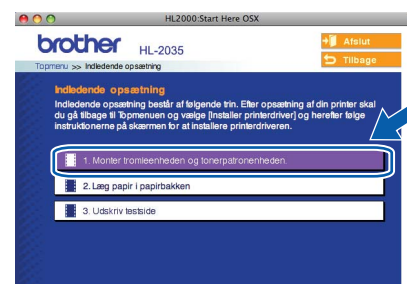 HL2000:Start Here OSX
brother HL-2035
Afslut
Tilbage
Topmenu >> Indledende opsætning
Indledende opsætning
Indledende opsætning består af følgende trin. Efter opsætning af din printer skal
du gå tilbage til Topmenuen og vælge [Installer printerdriver] og herefter følge
instruktionerne på skærmen for at installere printerdriveren.
1. Monter tromleenheden og tonerpatronenheden.
2. Læg papir i papirbakken
3. Udskriv testside